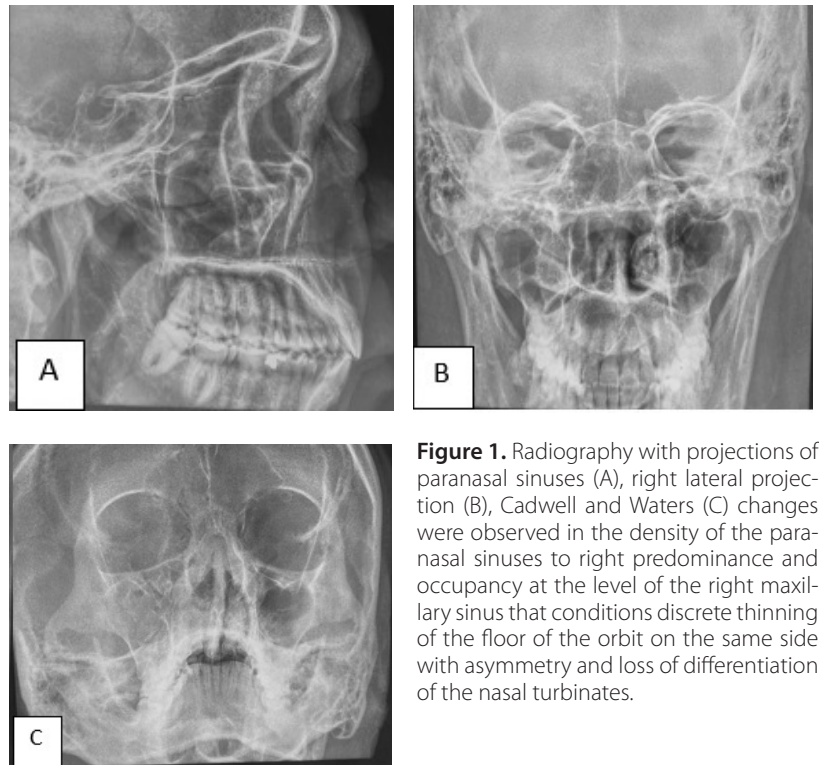 A
B
C
Figure 1. Radiography with projections of
paranasal sinuses (A), right lateral projec-
tion (B), Cadwell and Waters (C) changes
were observed in the density of the para-
nasal sinuses to right predominance and
occupancy at the level of the right maxil-
lary sinus that conditions discrete thinning
of the floor of the orbit on the same side
with asymmetry and loss of differentiation
of the nasal turbinates.